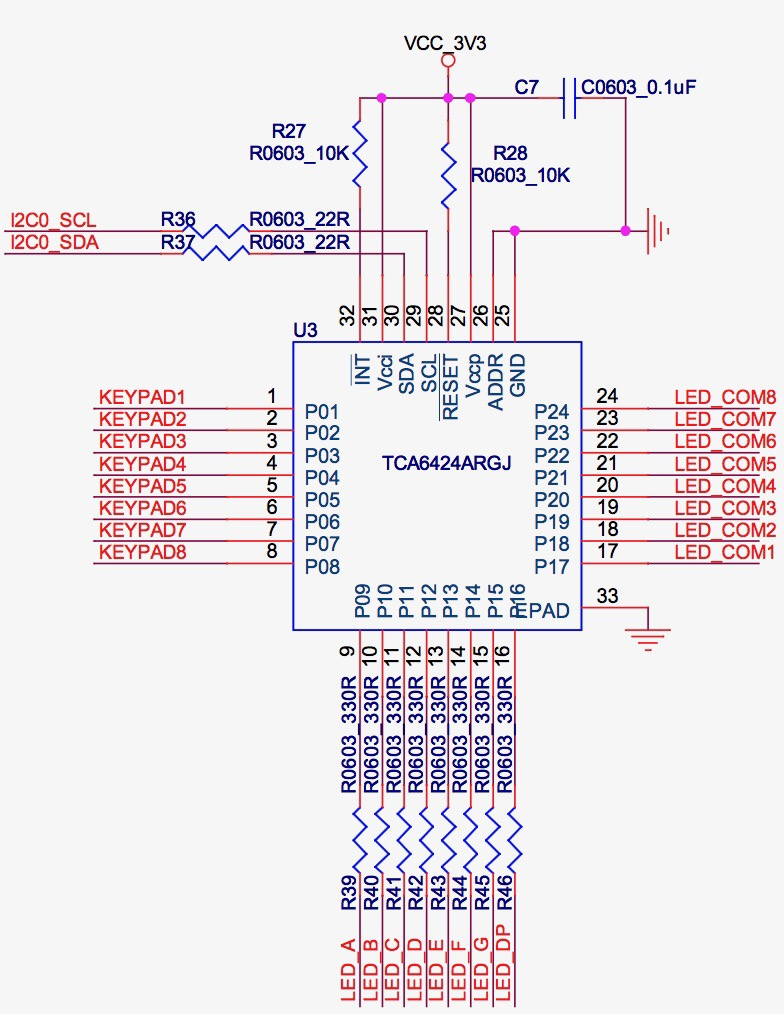 VCC_3V3
C7 C0603_0.1uF
R27
R0603_10K
R28
R0603_10K
I2C0_SCL R36 R0603_22R
I2C0_SDA R37 R0603_22R
32 31 30 29 28 27 26 25
U3
INT Vcci SDA SCL RESET Vccp ADDR GND
KEYPAD1 1 P01 P24 24 LED_COM8
KEYPAD2 2 P02 P23 23 LED_COM7
KEYPAD3 3 P03 P22 22 LED_COM6
TCA6424ARGJ
KEYPAD4 4 P04 P21 21 LED_COM5
KEYPAD5 5 P05 P20 20 LED_COM4
KEYPAD6 6 P06 P19 19 LED_COM3
KEYPAD7 7 P07 P18 18 LED_COM2
KEYPAD8 8 P08 P17 17 LED_COM1
P09 P10 P11 P12 P13 P14 P15 P16
EPAD 33
9 10 11 12 13 14 15 16
R0603_330R R0603_330R R0603_330R R0603_330R R0603_330R R0603_330R R0603_330R R0603_330R
R39 R40 R41 R42 R43 R44 R45 R46
LED_A LED_B LED_C LED_D LED_E LED_F LED_G LED_DP